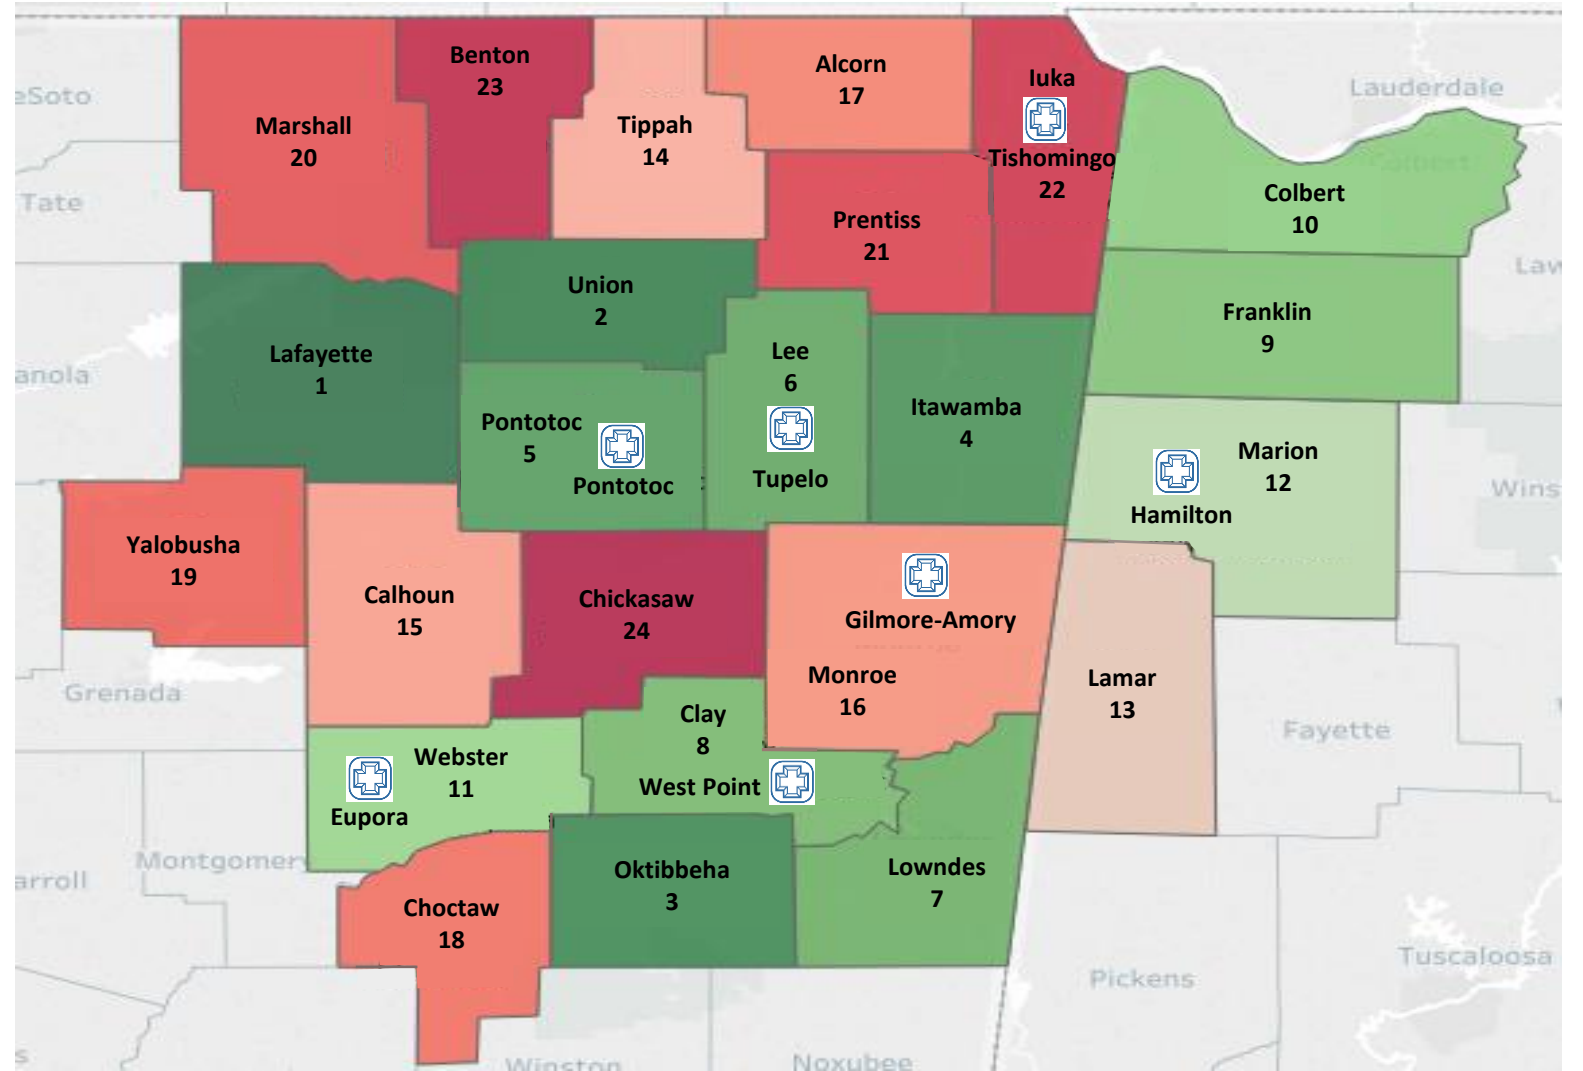 Benton
23
Alcorn
17
Iuka
Lauderdale
eSoto
Marshall
20
Tippah
14
Tishomingo
22
Colbert
Tate
Colbert
10
Prentiss
21
Law
Union
2
Franklin
9
Lafayette
1
Lee
6
anola
Itawamba
4
Pontotoc
5
Marion
12
Pontotoc
Tupelo
Wins
Hamilton
Yalobusha
19
Calhoun
15
Chickasaw
24
Gilmore-Amory
Grenada
Monroe
16
Lamar
13
Clay
8
Fayette
Webster
11
West Point
Eupora
Montgomery
arroll
Oktibbeha
3
Lowndes
7
Choctaw
18
Tuscaloosa
Pickens
s
Winston
Noxubee